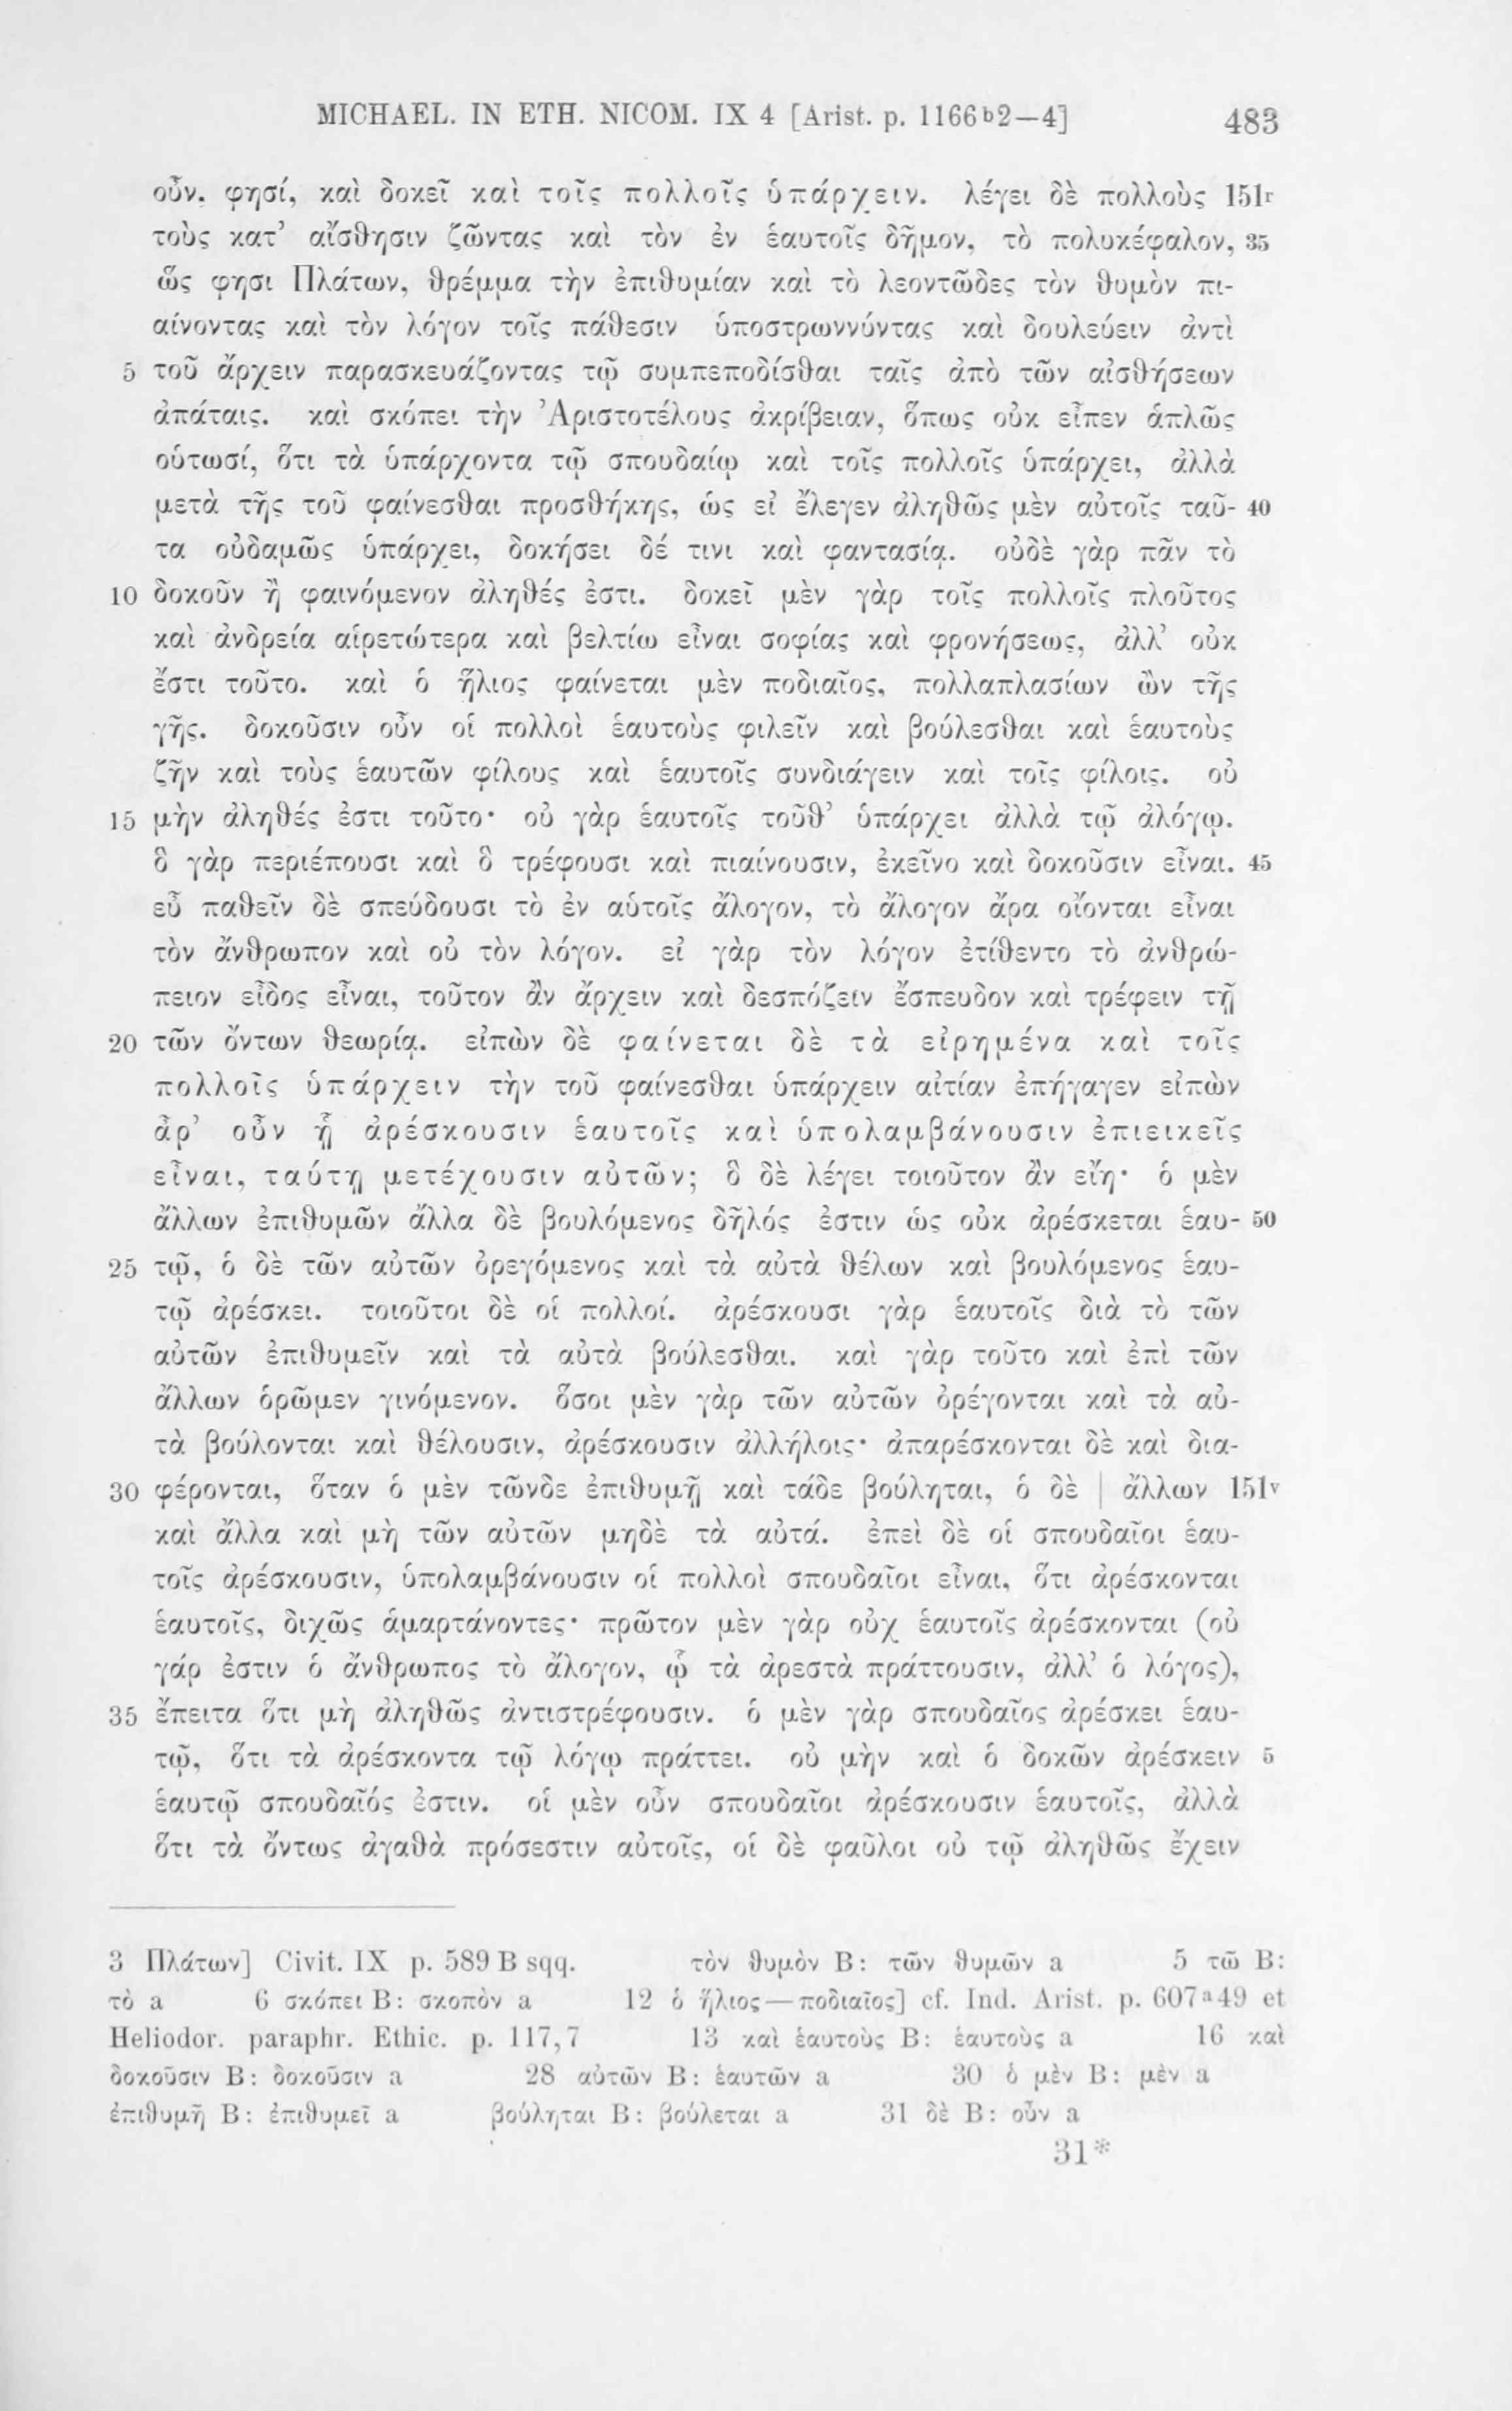 MICHAEL. IN ETH. NICOM. IX 4 [Arist. p. 1166ᵇ2—4] 483
οὖν, φησί, καὶ δοκεῖ καὶ τοῖς πολλοῖς ὑπάρχειν. λέγει δὲ πολλοὺς 151ʳ
τοὺς κατ’ αἴσθησιν ζῶντας καὶ τὸν ἐν ἑαυτοῖς δῆμον, τὸ πολυκέφαλον, 35
ὥς φησι Πλάτων, θρέμμα τὴν ἐπιθυμίαν καὶ τὸ λεοντῶδες τὸν θυμὸν πι-
αίνοντας καὶ τὸν λόγον τοῖς πάθεσιν ὑποστρωννύντας καὶ δουλεύειν ἀντὶ
5 τοῦ ἄρχειν παρασκευάζοντας τῷ συμπεποδίσθαι ταῖς ἀπὸ τῶν αἰσθήσεων
ἀπάταις. καὶ σκόπει τὴν Ἀριστοτέλους ἀκρίβειαν, ὅπως οὐκ εἶπεν ἁπλῶς
οὑτωσί, ὅτι τὰ ὑπάρχοντα τῷ σπουδαίῳ καὶ τοῖς πολλοῖς ὑπάρχει, ἀλλὰ
μετὰ τῆς τοῦ φαίνεσθαι προσθήκης, ὡς εἰ ἔλεγεν ἀληθῶς μὲν αὐτοῖς ταῦ- 40
τα οὐδαμῶς ὑπάρχει, δοκήσει δέ τινι καὶ φαντασίᾳ. οὐδὲ γὰρ πᾶν τὸ
10 δοκοῦν ἢ φαινόμενον ἀληθές ἐστι. δοκεῖ μὲν γὰρ τοῖς πολλοῖς πλοῦτος
καὶ ἀνδρεία αἱρετώτερα καὶ βελτίω εἶναι σοφίας καὶ φρονήσεως, ἀλλ’ οὐκ
ἔστι τοῦτο. καὶ ὁ ἥλιος φαίνεται μὲν ποδιαῖος, πολλαπλασίων ὢν τῆς
γῆς. δοκοῦσιν οὖν οἱ πολλοὶ ἑαυτοὺς φιλεῖν καὶ βούλεσθαι καὶ ἑαυτοὺς
ζῆν καὶ τοὺς ἑαυτῶν φίλους καὶ ἑαυτοῖς συνδιάγειν καὶ τοῖς φίλοις. οὐ
15 μὴν ἀληθές ἐστι τοῦτο· οὐ γὰρ ἑαυτοῖς τοῦθ’ ὑπάρχει ἀλλὰ τῷ ἀλόγῳ.
ὃ γὰρ περιέπουσι καὶ ὃ τρέφουσι καὶ πιαίνουσιν, ἐκεῖνο καὶ δοκοῦσιν εἶναι. 45
εὖ παθεῖν δὲ σπεύδουσι τὸ ἐν αὑτοῖς ἄλογον, τὸ ἄλογον ἄρα οἴονται εἶναι
τὸν ἄνθρωπον καὶ οὐ τὸν λόγον. εἰ γὰρ τὸν λόγον ἐτίθεντο τὸ ἀνθρώ-
πειον εἶδος εἶναι, τοῦτον ἂν ἄρχειν καὶ δεσπόζειν ἔσπευδον καὶ τρέφειν τῇ
20 τῶν ὄντων θεωρίᾳ. εἰπὼν δὲ φαίνεται δὲ τὰ εἰρημένα καὶ τοῖς
πολλοῖς ὑπάρχειν τὴν τοῦ φαίνεσθαι ὑπάρχειν αἰτίαν ἐπήγαγεν εἰπὼν
ἆρ’ οὖν ᾗ ἀρέσκουσιν ἑαυτοῖς καὶ ὑπολαμβάνουσιν ἐπιεικεῖς
εἶναι, ταύτῃ μετέχουσιν αὐτῶν; ὃ δὲ λέγει τοιοῦτον ἂν εἴη· ὁ μὲν
ἄλλων ἐπιθυμῶν ἄλλα δὲ βουλόμενος δῆλός ἐστιν ὡς οὐκ ἀρέσκεται ἑαυ- 50
25 τῷ, ὁ δὲ τῶν αὐτῶν ὀρεγόμενος καὶ τὰ αὐτὰ θέλων καὶ βουλόμενος ἑαυ-
τῷ ἀρέσκει. τοιοῦτοι δὲ οἱ πολλοί. ἀρέσκουσι γὰρ ἑαυτοῖς διὰ τὸ τῶν
αὐτῶν ἐπιθυμεῖν καὶ τὰ αὐτὰ βούλεσθαι. καὶ γὰρ τοῦτο καὶ ἐπὶ τῶν
ἄλλων ὁρῶμεν γινόμενον. ὅσοι μὲν γὰρ τῶν αὐτῶν ὀρέγονται καὶ τὰ αὐ-
τὰ βούλονται καὶ θέλουσιν, ἀρέσκουσιν ἀλλήλοις· ἀπαρέσκονται δὲ καὶ δια-
30 φέρονται, ὅταν ὁ μὲν τῶνδε ἐπιθυμῇ καὶ τάδε βούληται, ὁ δὲ | ἄλλων 151ᵛ
καὶ ἄλλα καὶ μὴ τῶν αὐτῶν μηδὲ τὰ αὐτά. ἐπεὶ δὲ οἱ σπουδαῖοι ἑαυ-
τοῖς ἀρέσκουσιν, ὑπολαμβάνουσιν οἱ πολλοὶ σπουδαῖοι εἶναι, ὅτι ἀρέσκονται
ἑαυτοῖς, διχῶς ἁμαρτάνοντες· πρῶτον μὲν γὰρ οὐχ ἑαυτοῖς ἀρέσκονται (οὐ
γάρ ἐστιν ὁ ἄνθρωπος τὸ ἄλογον, ᾧ τὰ ἀρεστὰ πράττουσιν, ἀλλ’ ὁ λόγος),
35 ἔπειτα ὅτι μὴ ἀληθῶς ἀντιστρέφουσιν. ὁ μὲν γὰρ σπουδαῖος ἀρέσκει ἑαυ-
τῷ, ὅτι τὰ ἀρέσκοντα τῷ λόγῳ πράττει. οὐ μὴν καὶ ὁ δοκῶν ἀρέσκειν 5
ἑαυτῷ σπουδαῖός ἐστιν. οἱ μὲν οὖν σπουδαῖοι ἀρέσκουσιν ἑαυτοῖς, ἀλλὰ
ὅτι τὰ ὄντως ἀγαθὰ πρόσεστιν αὐτοῖς, οἱ δὲ φαῦλοι οὐ τῷ ἀληθῶς ἔχειν
3 Πλάτων] Civit. IX p. 589 B sqq. τὸν θυμὸν B: τῶν θυμῶν a 5 τῶ B:
τὸ a 6 σκόπει B: σκοπὸν a 12 ὁ ἥλιος—ποδιαῖος] cf. Ind. Arist. p. 607ᵃ49 et
Heliodor. paraphr. Ethic. p. 117,7 13 καὶ ἑαυτοὺς B: ἑαυτοὺς a 16 καὶ
δοκοῦσιν B: δοκοῦσιν a 28 αὐτῶν B: ἑαυτῶν a 30 ὁ μὲν B: μὲν a
ἐπιθυμῇ B: ἐπιθυμεῖ a βούληται B: βούλεται a 31 δὲ B: οὖν a
31*